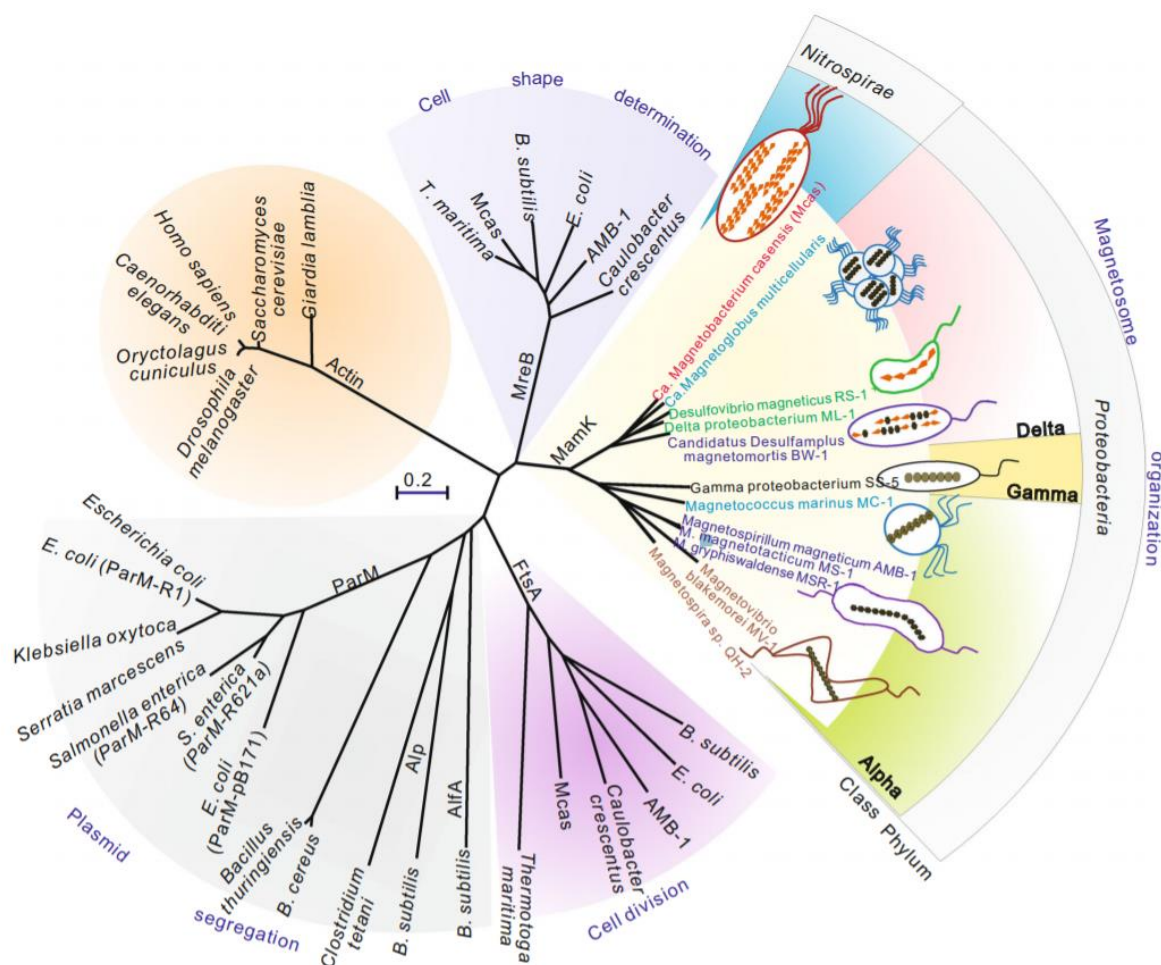 Cell
shape
determination
T. maritima
Mcas
B. subtilis
E. coli
AMB-1
Caulobacter
crescentus
MreB
Homo sapiens
Caenorhabditi
elegans
Oryctolagus
cuniculus
Drosophila
melanogaster
Saccharomyces
cerevisiae
Giardia lamblia
Actin
0.2
Nitrospirae
Proteobacteria
Magnetosome
organization
Ca. Magnetobacterium casensis (Mcas)
Ca.Magnetoglobus multicellularis
Desulfovibrio magneticus RS-1
Delta proteobacterium ML-1
Candidatus Desulfamplus
magnetomortis BW-1
Gamma proteobacterium SS-5
Magnetococcus marinus MC-1
Magnetospirillum magneticum AMB-1
M. magnetotacticum MS-1
M. gryphiswaldense MSR-1
Magnetovibrio
blakemorei MV-1
Magnetospira sp. QH-2
MamK
Delta
Gamma
Alpha
Class
Phylum
FtsA
B. subtilis
E. coli
AMB-1
Caulobacter
crescentus
Mcas
Thermotoga
maritima
Cell division
ParM
Escherichia coli
E. coli (ParM-R1)
Klebsiella oxytoca
Serratia marcescens
Salmonella enterica
(ParM-R64)
S. enterica
(ParM-R621a)
E. coli
(ParM-pB171)
Bacillus
thuringiensis
B. cereus
Clostridium
tetani
Alp
B. subtilis
AlfA
B. subtilis
Plasmid
segregation